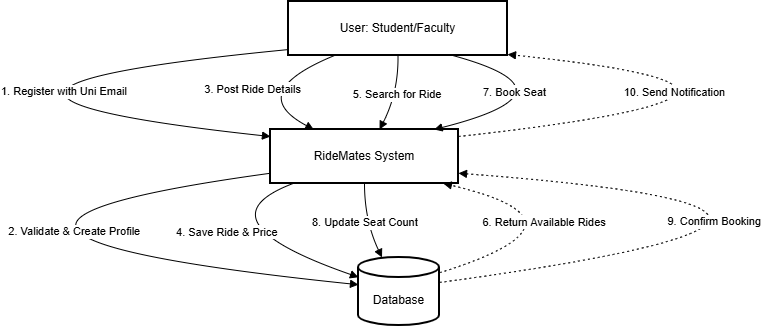 User: Student/Faculty
1. Register with Uni Email
3. Post Ride Details
5. Search for Ride
7. Book Seat
10. Send Notification
RideMates System
2. Validate & Create Profile
4. Save Ride & Price
8. Update Seat Count
6. Return Available Rides
9. Confirm Booking
Database